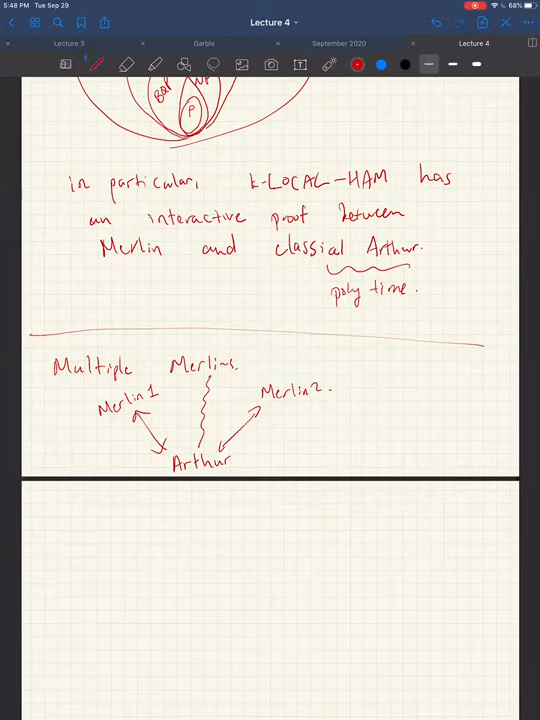 5:48 PM Tue Sep 29
68%
Lecture 4
Lecture 3
Garble
September 2020
Lecture 4
BQP
NP
P
in particular, k-LOCAL-HAM has
an interactive proof between
Merlin and classical Arthur.
poly time.
Multiple Merlins.
Merlin 1
Merlin 2.
Arthur